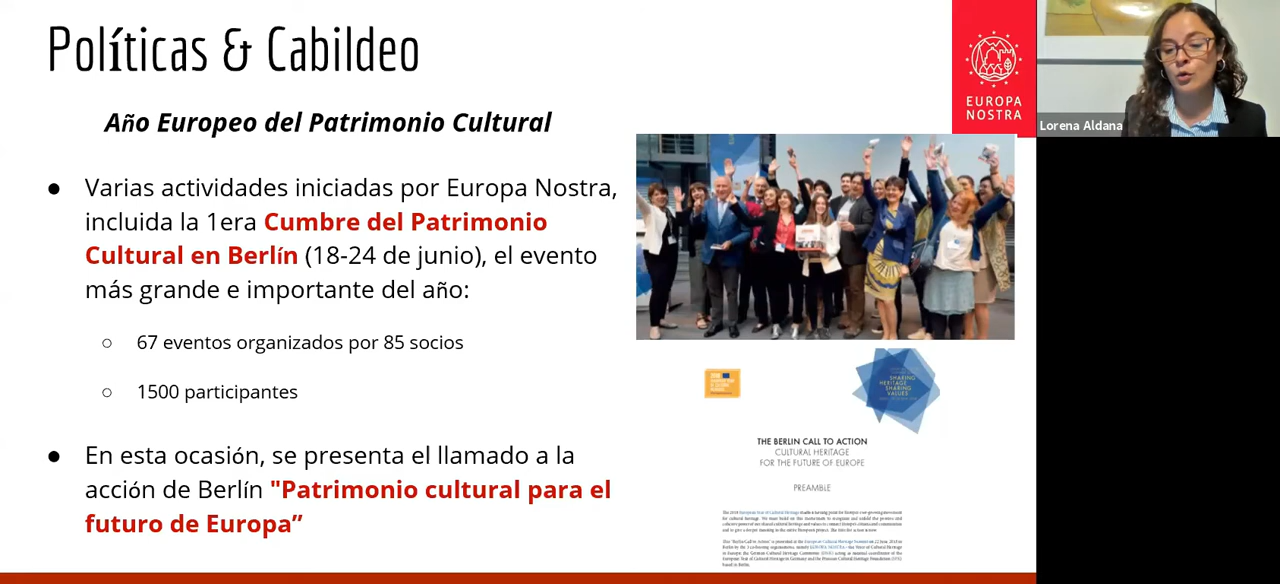 Políticas & Cabildeo
EUROPA
NOSTRA
Lorena Aldana
Año Europeo del Patrimonio Cultural
● Varias actividades iniciadas por Europa Nostra,
incluida la 1era Cumbre del Patrimonio
Cultural en Berlín (18-24 de junio), el evento
más grande e importante del año:
○ 67 eventos organizados por 85 socios
○ 1500 participantes
● En esta ocasión, se presenta el llamado a la
acción de Berlín "Patrimonio cultural para el
futuro de Europa”
SHARING
HERITAGE
SHARING
VALUES
THE BERLIN CALL TO ACTION
CULTURAL HERITAGE
FOR THE FUTURE OF EUROPE
PREAMBLE